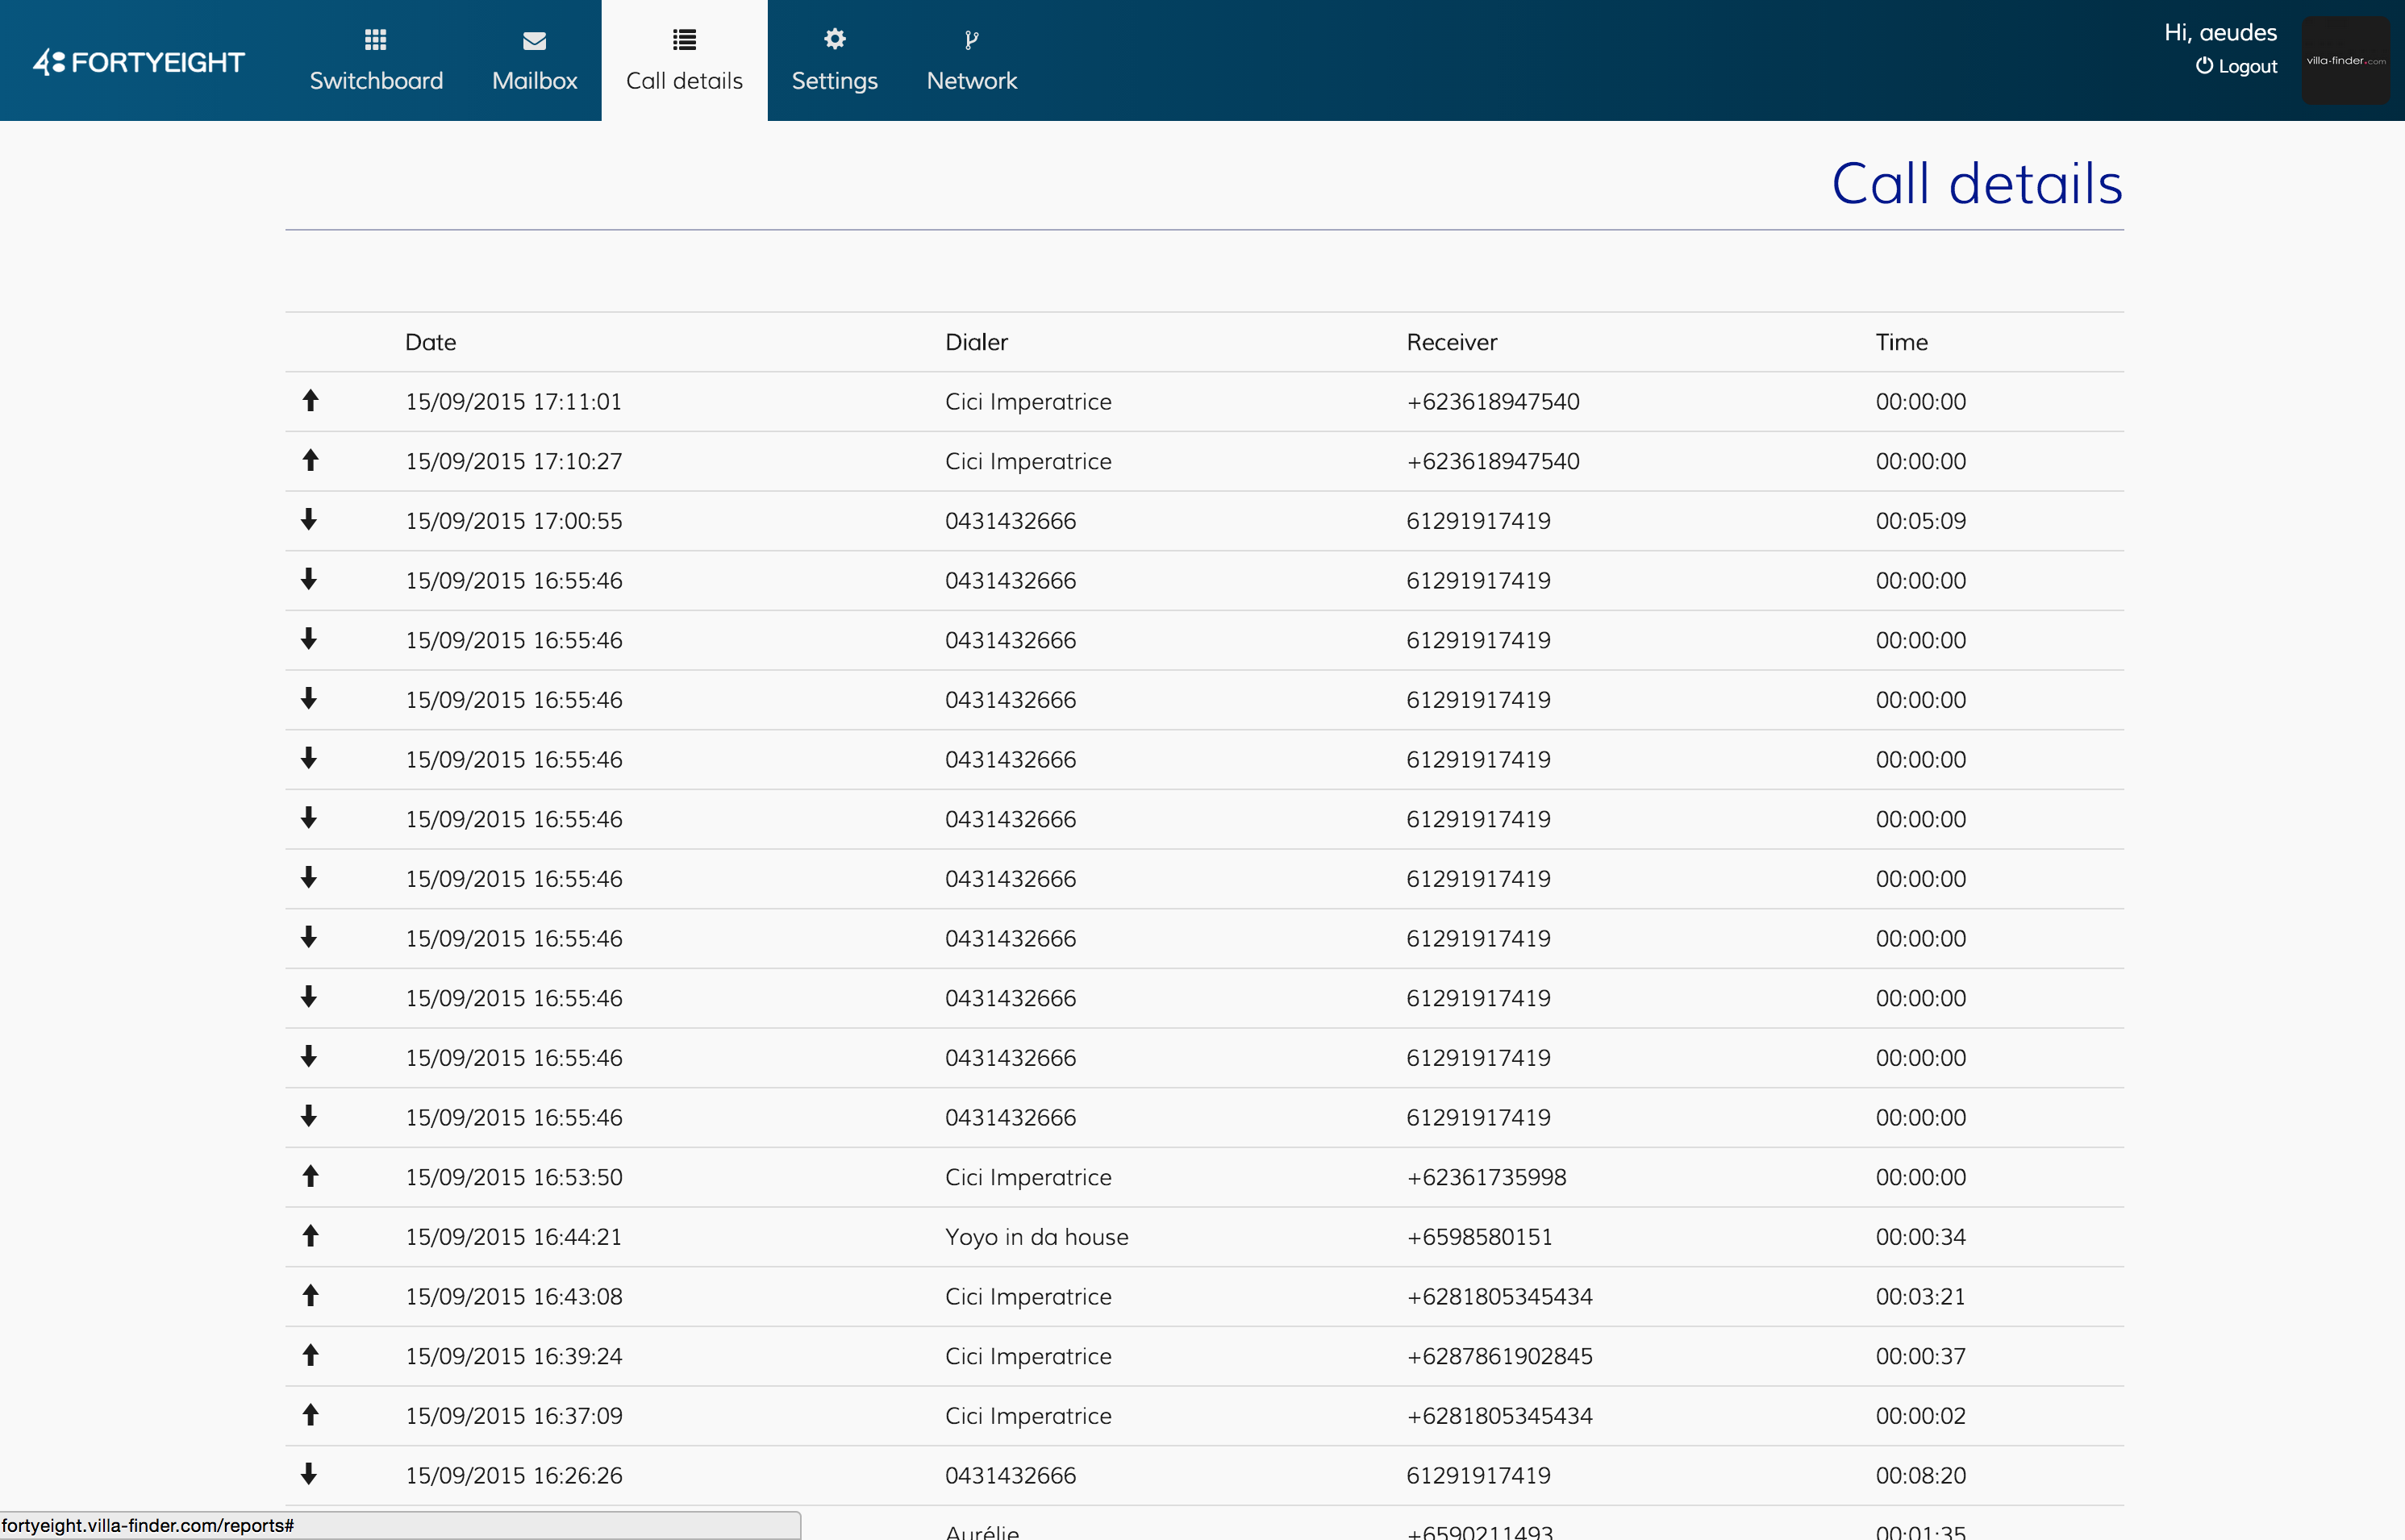 48 FORTYEIGHT
Switchboard
Mailbox
Call details
Settings
Network
Hi, aeudes
Logout
villa-finder.com
Call details
Date Dialer Receiver Time
15/09/2015 17:11:01 Cici Imperatrice +623618947540 00:00:00
15/09/2015 17:10:27 Cici Imperatrice +623618947540 00:00:00
15/09/2015 17:00:55 0431432666 61291917419 00:05:09
15/09/2015 16:55:46 0431432666 61291917419 00:00:00
15/09/2015 16:55:46 0431432666 61291917419 00:00:00
15/09/2015 16:55:46 0431432666 61291917419 00:00:00
15/09/2015 16:55:46 0431432666 61291917419 00:00:00
15/09/2015 16:55:46 0431432666 61291917419 00:00:00
15/09/2015 16:55:46 0431432666 61291917419 00:00:00
15/09/2015 16:55:46 0431432666 61291917419 00:00:00
15/09/2015 16:55:46 0431432666 61291917419 00:00:00
15/09/2015 16:55:46 0431432666 61291917419 00:00:00
15/09/2015 16:55:46 0431432666 61291917419 00:00:00
15/09/2015 16:53:50 Cici Imperatrice +62361735998 00:00:00
15/09/2015 16:44:21 Yoyo in da house +6598580151 00:00:34
15/09/2015 16:43:08 Cici Imperatrice +6281805345434 00:03:21
15/09/2015 16:39:24 Cici Imperatrice +6287861902845 00:00:37
15/09/2015 16:37:09 Cici Imperatrice +6281805345434 00:00:02
15/09/2015 16:26:26 0431432666 61291917419 00:08:20
Aurélie +6590211493 00:01:35
fortyeight.villa-finder.com/reports#